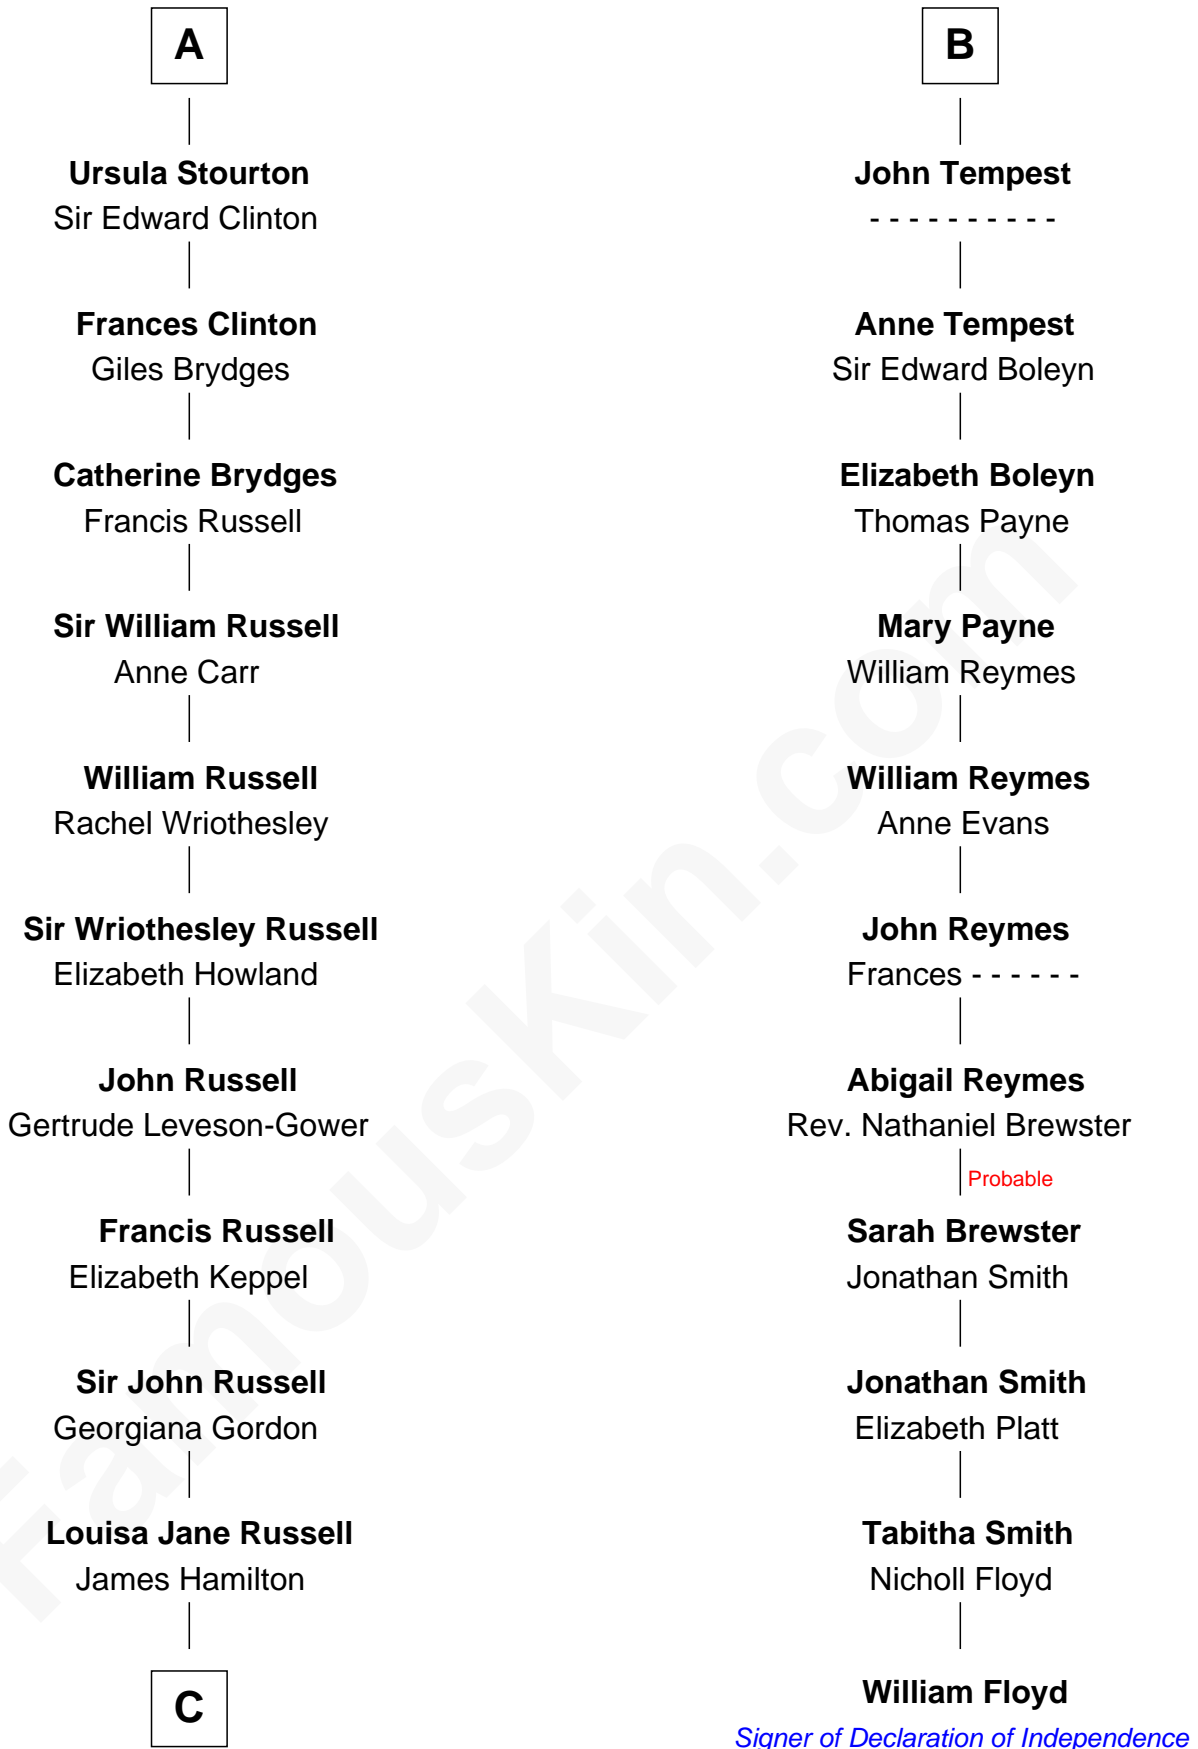 A
Ursula Stourton
Sir Edward Clinton
Frances Clinton
Giles Brydges
Catherine Brydges
Francis Russell
Sir William Russell
Anne Carr
William Russell
Rachel Wriothesley
Sir Wriothesley Russell
Elizabeth Howland
John Russell
Gertrude Leveson-Gower
Francis Russell
Elizabeth Keppel
Sir John Russell
Georgiana Gordon
Louisa Jane Russell
James Hamilton
C
B
John Tempest
- - - - - - - - - -
Anne Tempest
Sir Edward Boleyn
Elizabeth Boleyn
Thomas Payne
Mary Payne
William Reymes
William Reymes
Anne Evans
John Reymes
Frances - - - - - -
Abigail Reymes
Rev. Nathaniel Brewster
Probable
Sarah Brewster
Jonathan Smith
Jonathan Smith
Elizabeth Platt
Tabitha Smith
Nicholl Floyd
William Floyd
Signer of Declaration of Independence
FamousKin.com